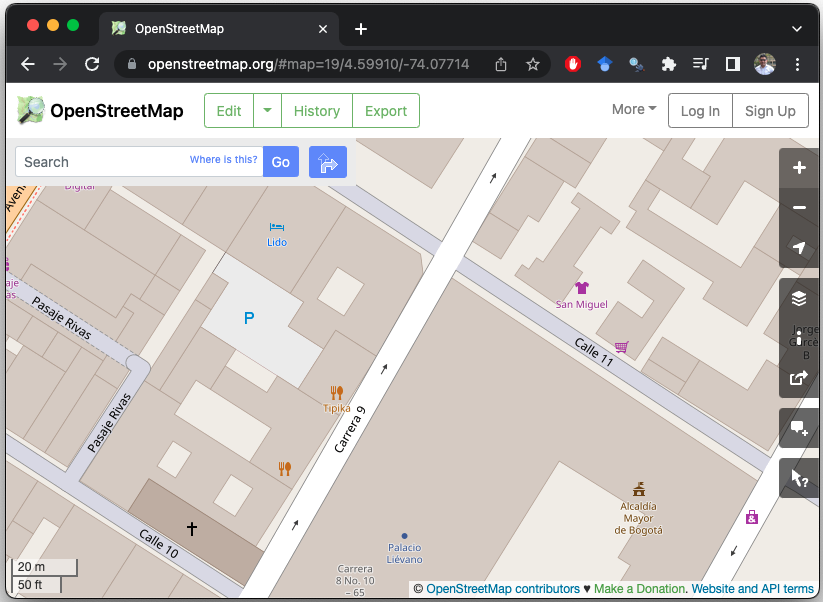 OpenStreetMap
openstreetmap.org/#map=19/4.59910/-74.07714
OpenStreetMap
Edit
History
Export
More
Log In
Sign Up
Search
Where is this?
Go
Digital
Lido
P
Pasaje Rivas
Pasaje Rivas
San Miguel
Calle 11
Tipika
Carrera 9
Calle 10
Alcaldía
Mayor
de Bogotá
Palacio
Liévano
Carrera
8 No. 10
– 65
20 m
50 ft
© OpenStreetMap contributors ♥ Make a Donation. Website and API terms